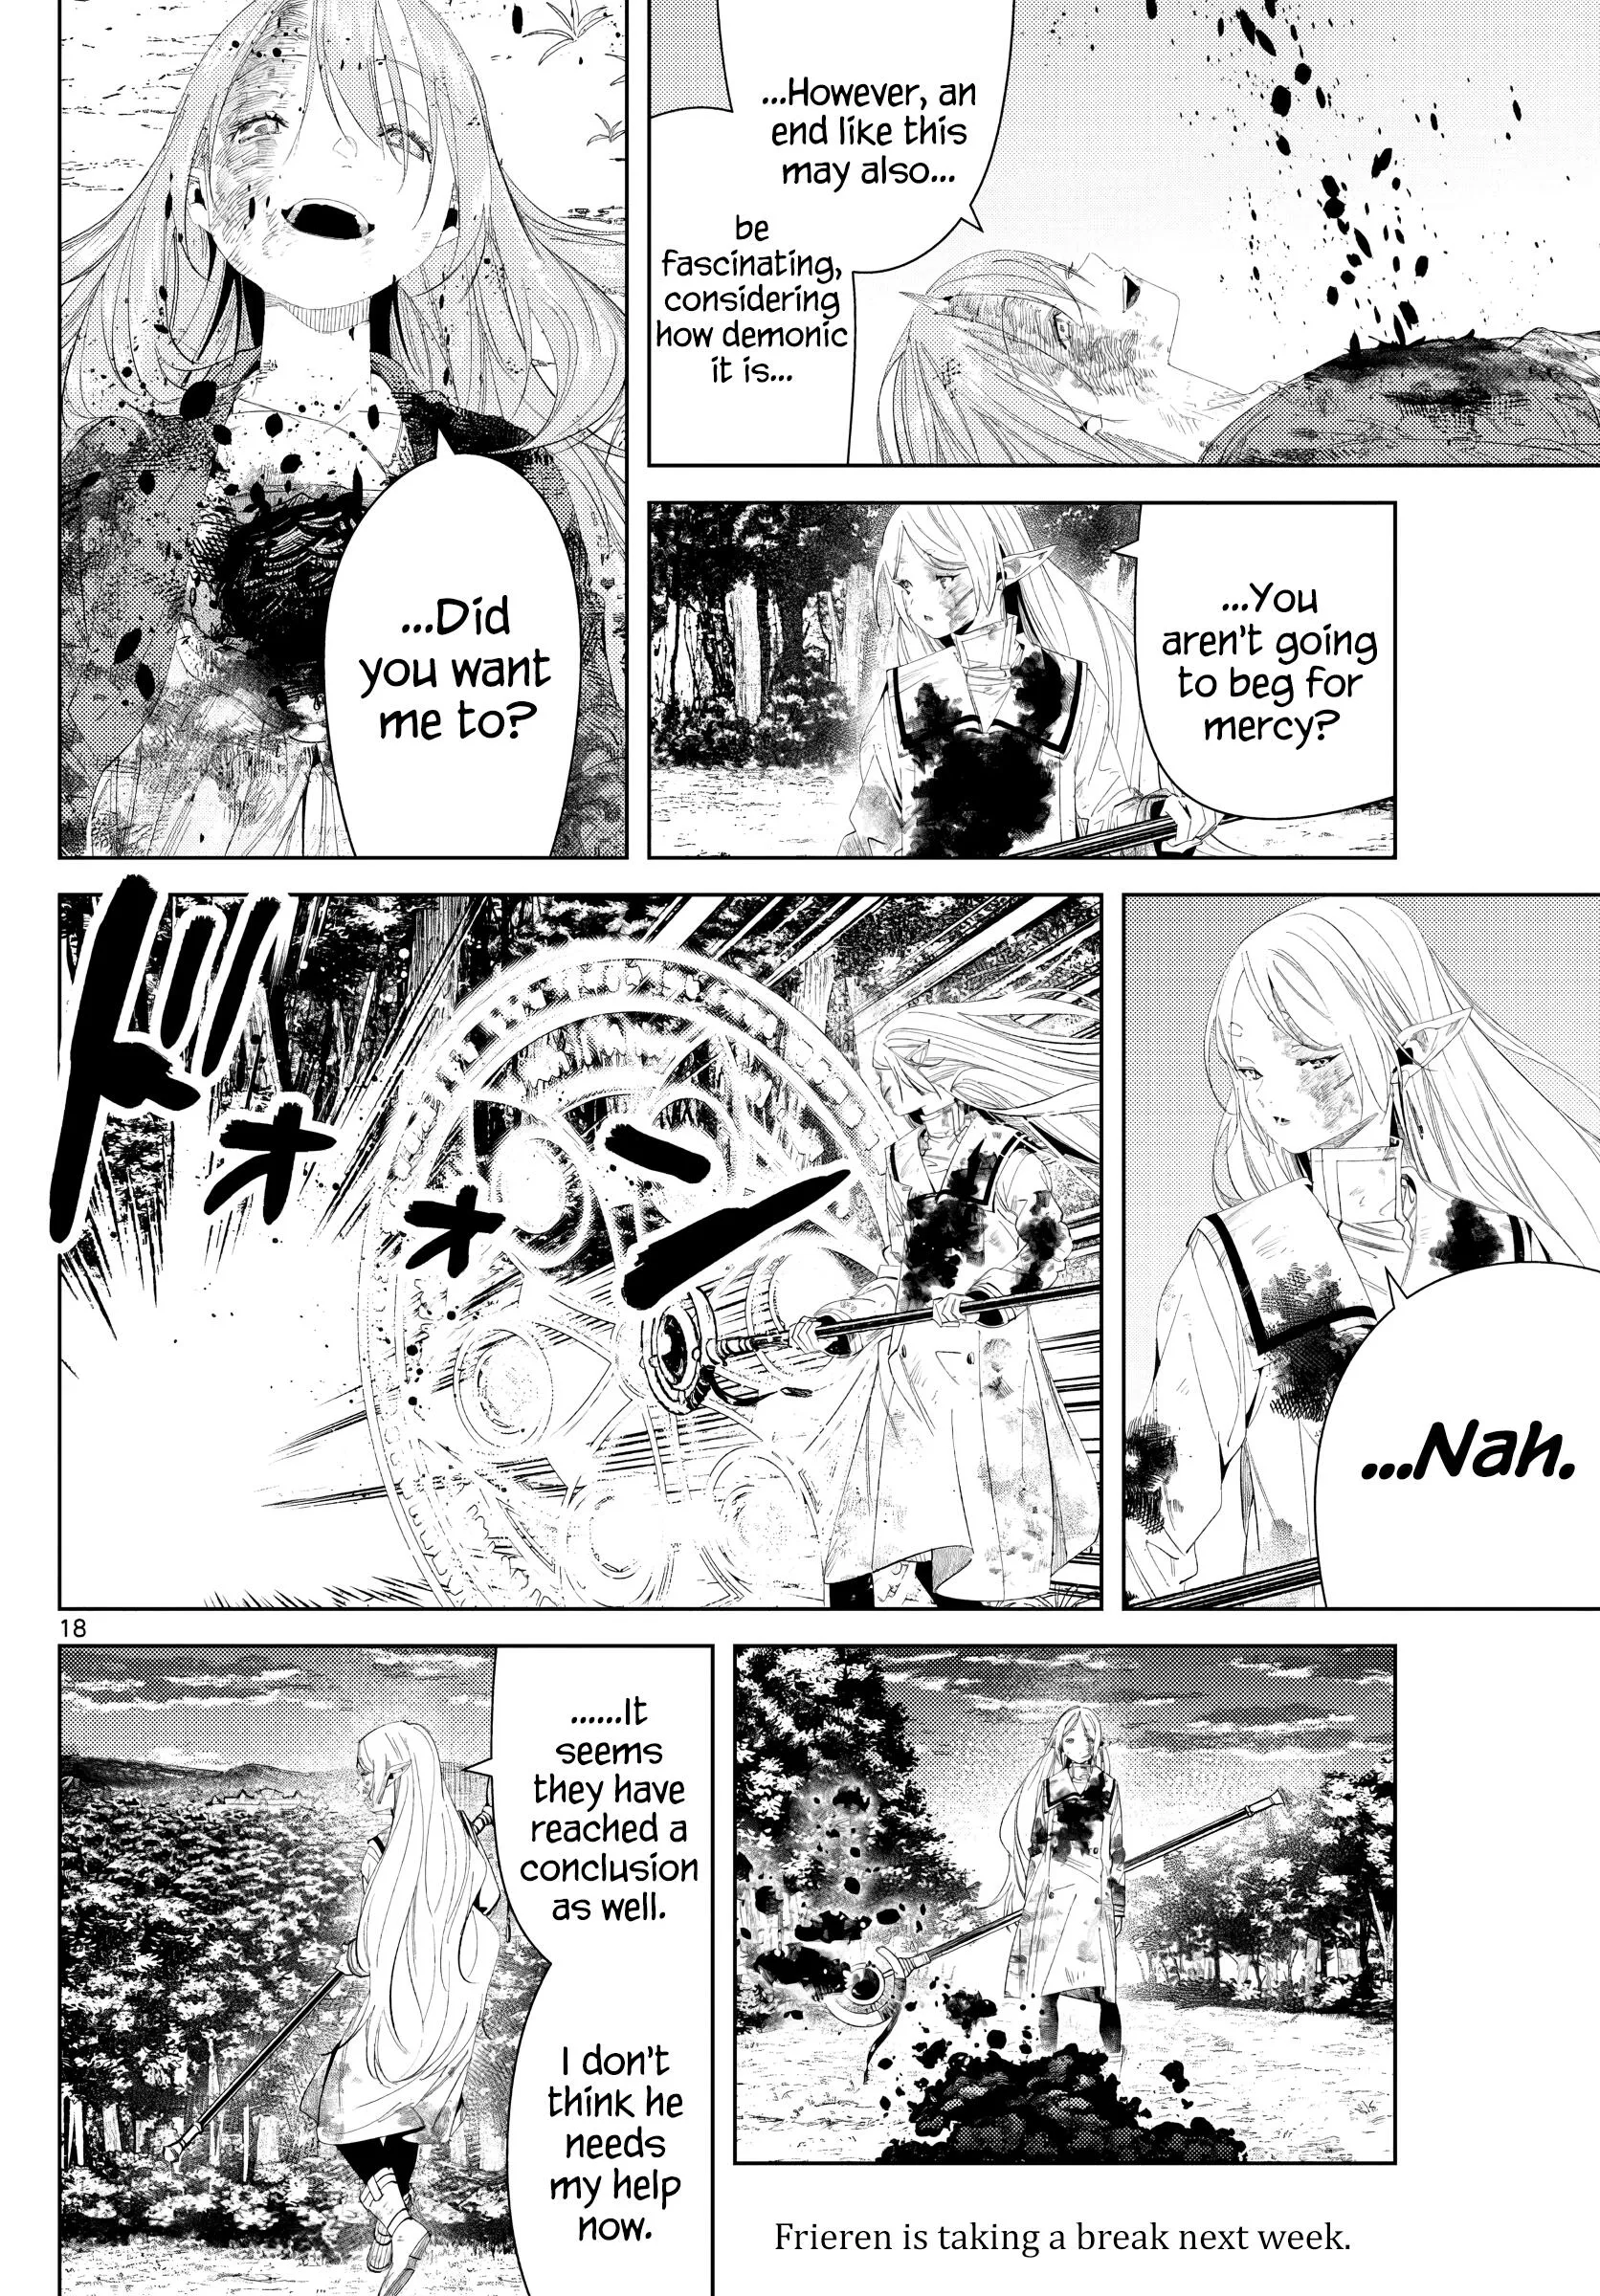 ...However, an
end like this
may also...
be
fascinating,
considering
how demonic
it is...
...You
aren't going
to beg for
mercy?
...Did
you want
me to?
...Nah.
ドォォン
18
......It
seems
they have
reached a
conclusion
as well.
I don't
think he
needs
my help
now.
Frieren is taking a break next week.